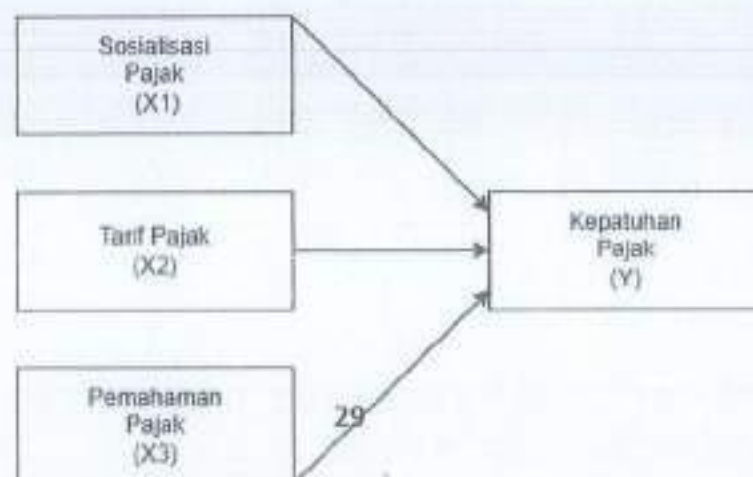 Sosialisasi
Pajak
(X1)
Tarif Pajak
(X2)
Kepatuhan
Pajak
(Y)
Pemahaman
Pajak
(X3)
29